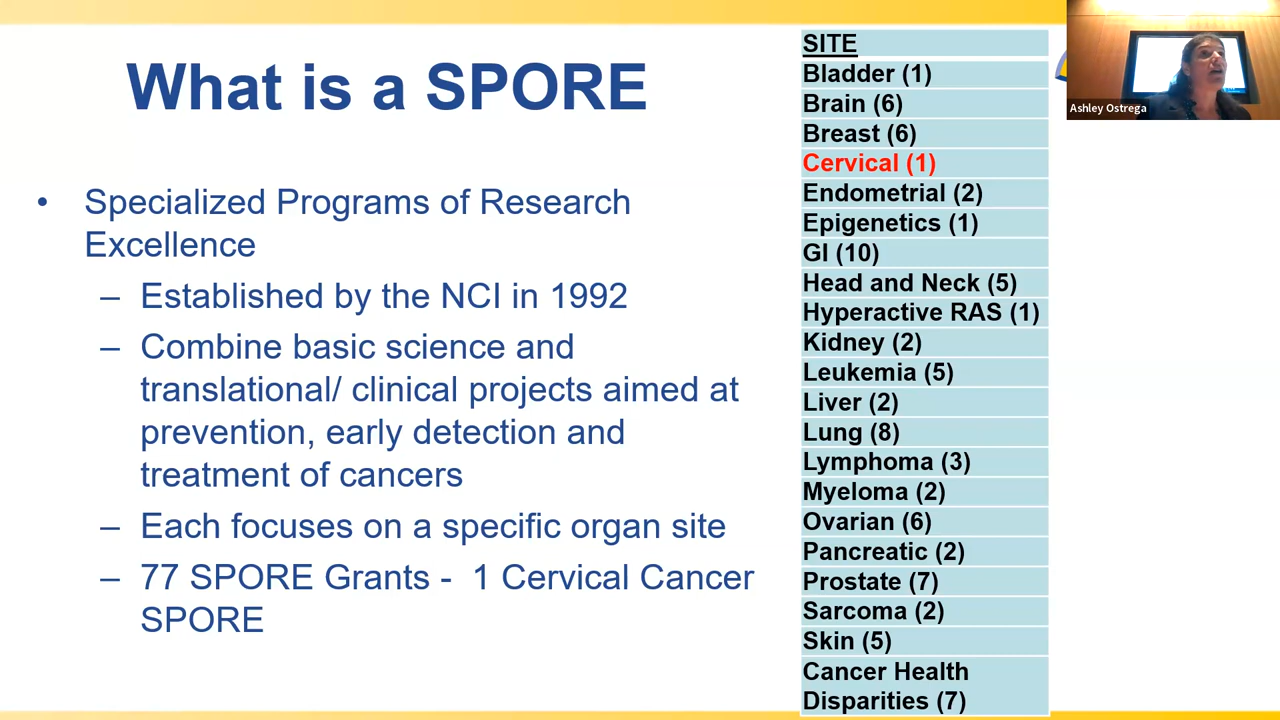 What is a SPORE
• Specialized Programs of Research
Excellence
– Established by the NCI in 1992
– Combine basic science and
translational/ clinical projects aimed at
prevention, early detection and
treatment of cancers
– Each focuses on a specific organ site
– 77 SPORE Grants - 1 Cervical Cancer
SPORE
SITE
Bladder (1)
Brain (6)
Breast (6)
Cervical (1)
Endometrial (2)
Epigenetics (1)
GI (10)
Head and Neck (5)
Hyperactive RAS (1)
Kidney (2)
Leukemia (5)
Liver (2)
Lung (8)
Lymphoma (3)
Myeloma (2)
Ovarian (6)
Pancreatic (2)
Prostate (7)
Sarcoma (2)
Skin (5)
Cancer Health
Disparities (7)
Ashley Ostrega